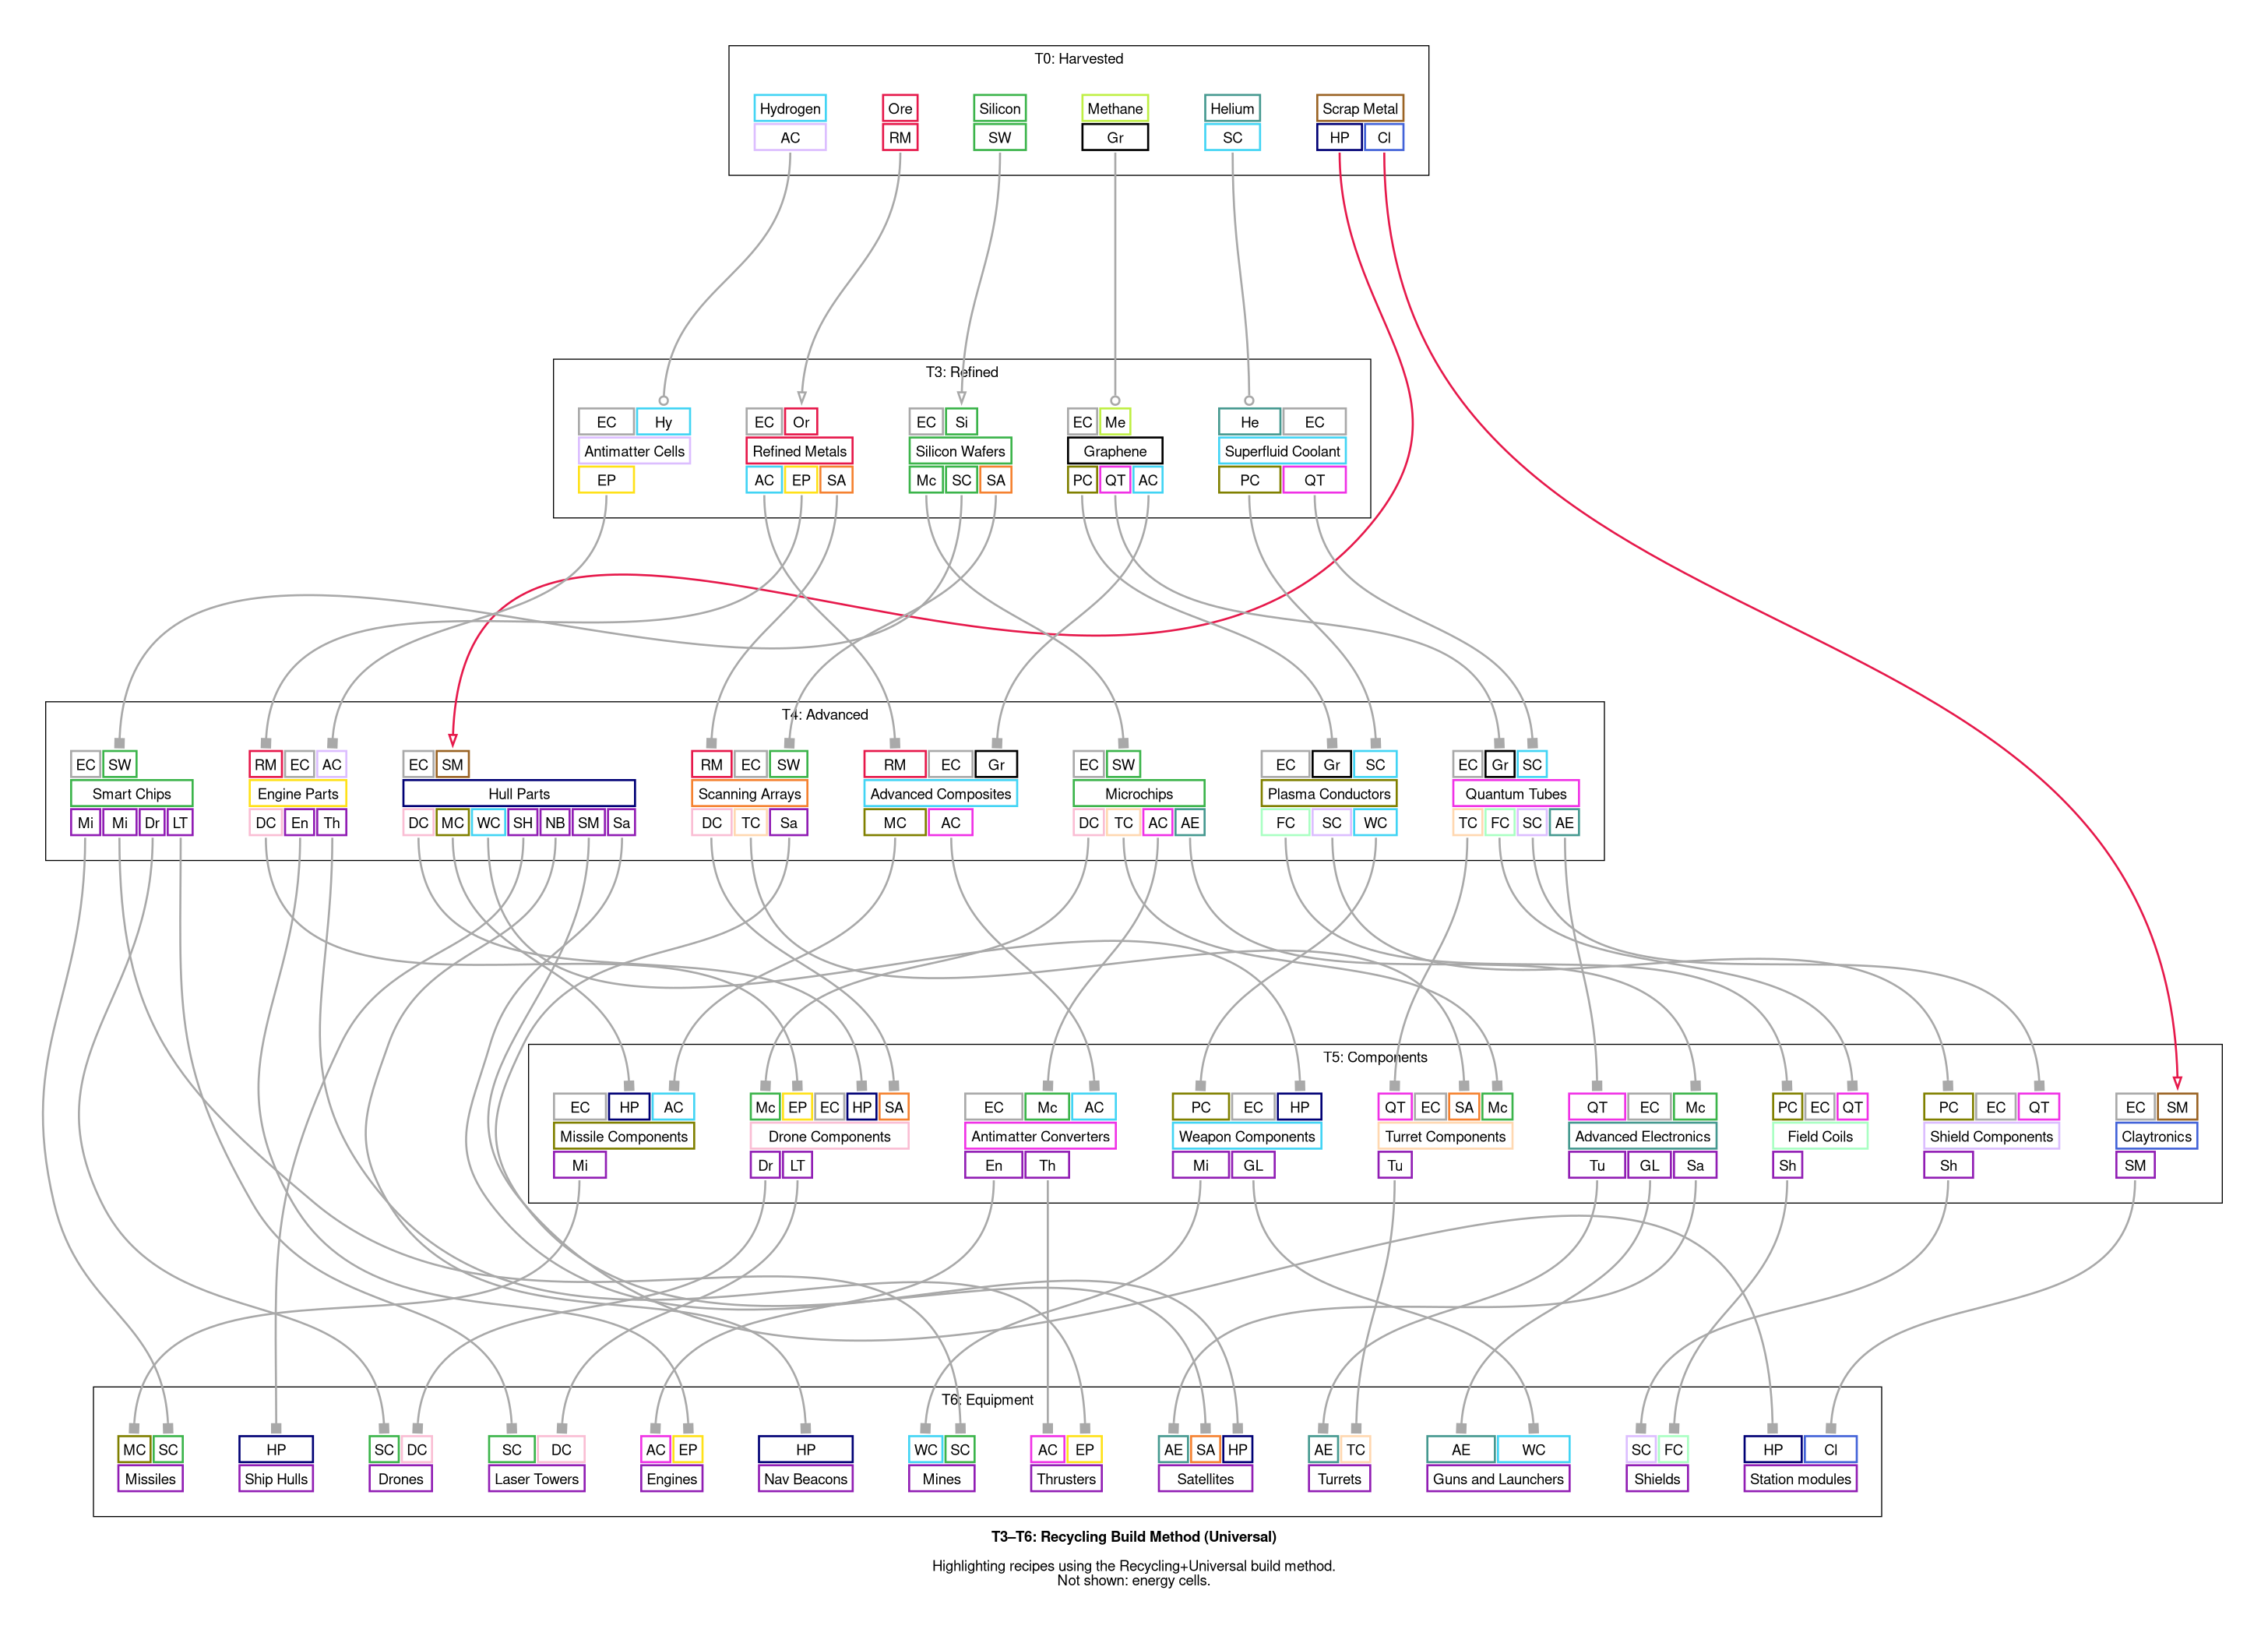 T0: Harvested
Hydrogen Ore Silicon Methane Helium Scrap Metal
AC RM SW Gr SC HP Cl
T3: Refined
EC Hy EC Or EC Si EC Me He EC
Antimatter Cells Refined Metals Silicon Wafers Graphene Superfluid Coolant
EP AC EP SA Mc SC SA PC QT AC PC QT
T4: Advanced
EC SW RM EC AC EC SM RM EC SW RM EC Gr EC SW EC Gr SC EC Gr SC
Smart Chips Engine Parts Hull Parts Scanning Arrays Advanced Composites Microchips Plasma Conductors Quantum Tubes
Mi Mi Dr LT DC En Th DC MC WC SH NB SM Sa DC TC Sa MC AC DC TC AC AE FC SC WC TC FC SC AE
T5: Components
EC HP AC Mc EP EC HP SA EC Mc AC PC EC HP QT EC SA Mc QT EC Mc PC EC QT PC EC QT EC SM
Missile Components Drone Components Antimatter Converters Weapon Components Turret Components Advanced Electronics Field Coils Shield Components Claytronics
Mi Dr LT En Th Mi GL Tu Tu GL Sa Sh Sh SM
T6: Equipment
MC SC HP SC DC SC DC AC EP HP WC SC AC EP AE SA HP AE TC AE WC SC FC HP Cl
Missiles Ship Hulls Drones Laser Towers Engines Nav Beacons Mines Thrusters Satellites Turrets Guns and Launchers Shields Station modules
T3–T6: Recycling Build Method (Universal)
Highlighting recipes using the Recycling+Universal build method.
Not shown: energy cells.